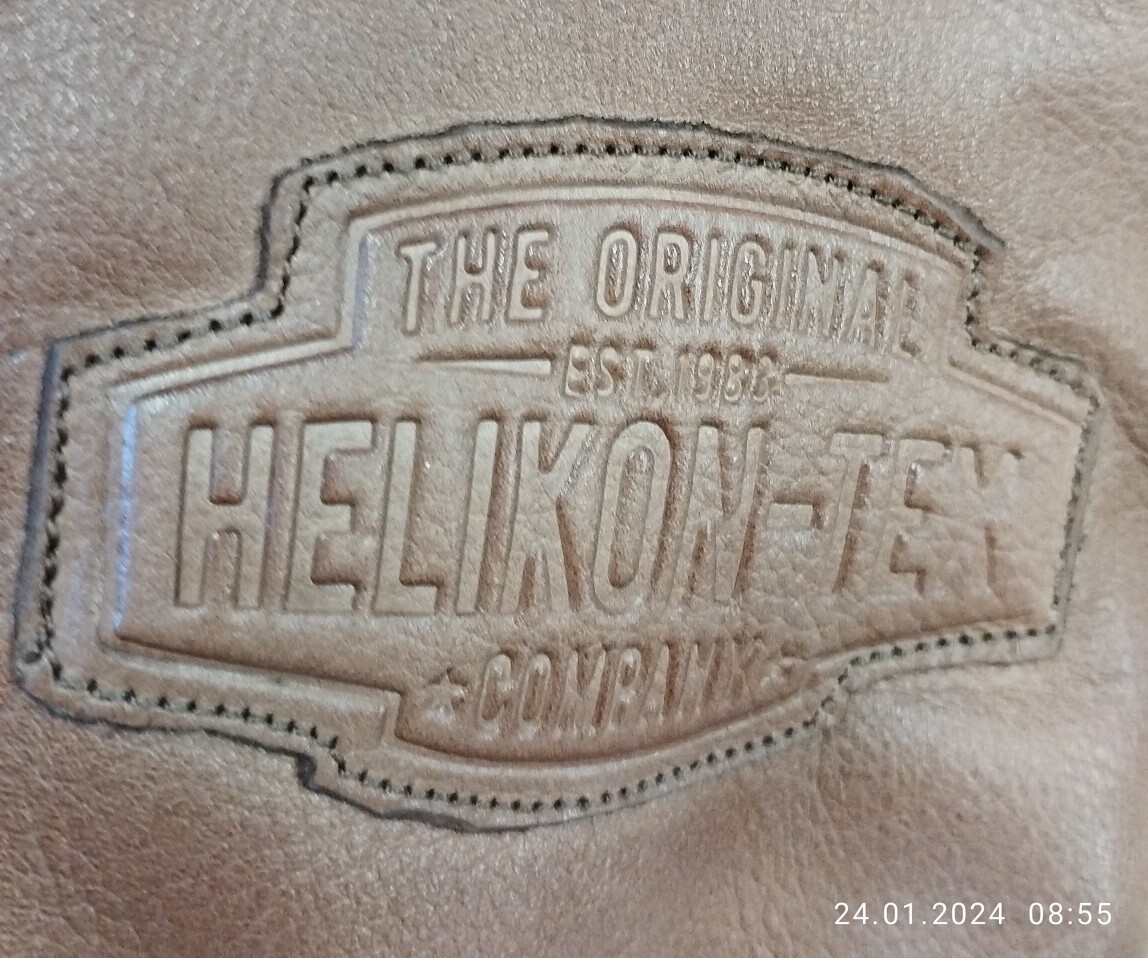 THE ORIGINAL
EST. 1983
HELIKON-TEX
COMPANY
24.01.2024 08:55